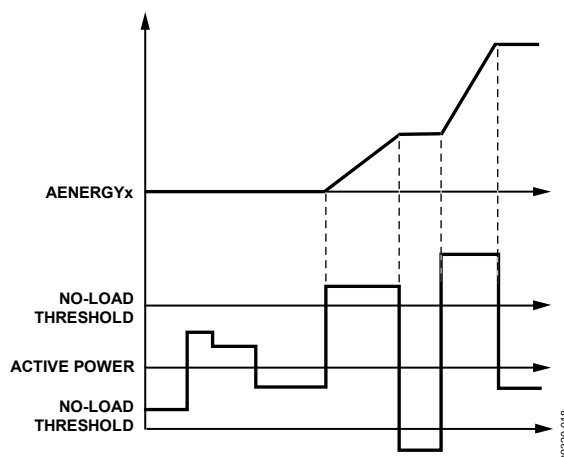 AENERGYx
NO-LOAD
THRESHOLD
ACTIVE POWER
NO-LOAD
THRESHOLD